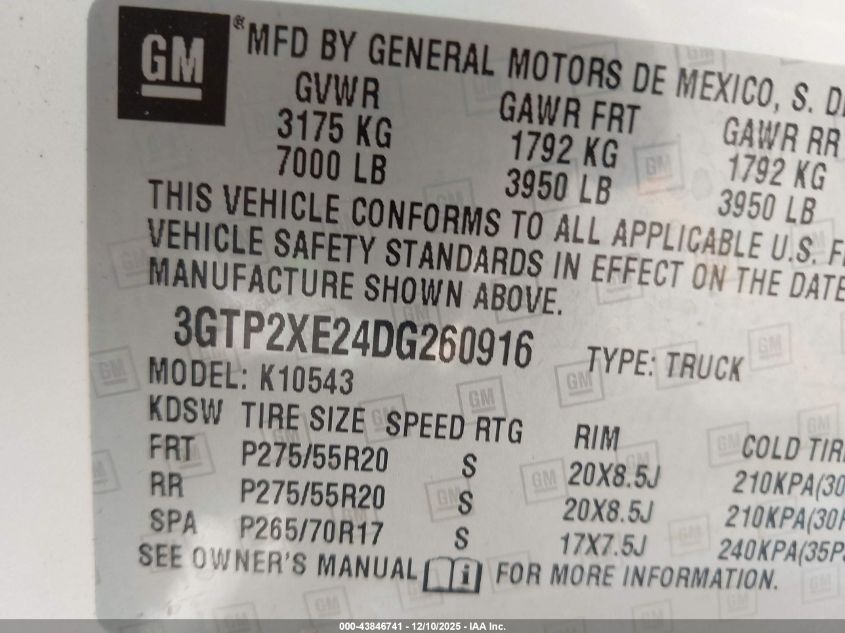 GM ® MFD BY GENERAL MOTORS DE MEXICO, S.
GVWR GAWR FRT GAWR RR
3175 KG 1792 KG 1792 KG
7000 LB 3950 LB 3950 LB
THIS VEHICLE CONFORMS TO ALL APPLICABLE U.S.
VEHICLE SAFETY STANDARDS IN EFFECT ON THE DATE
MANUFACTURE SHOWN ABOVE.
3GTP2XE24DG260916 TYPE: TRUCK
MODEL: K10543
KDSW TIRE SIZE SPEED RTG RIM COLD
FRT P275/55R20 S 20X8.5J 210KPA(30
RR P275/55R20 S 20X8.5J 210KPA(30
SPA P265/70R17 S 17X7.5J 240KPA(35P
SEE OWNER'S MANUAL i FOR MORE INFORMATION.
000-43846741 - 12/10/2025 - IAA Inc.